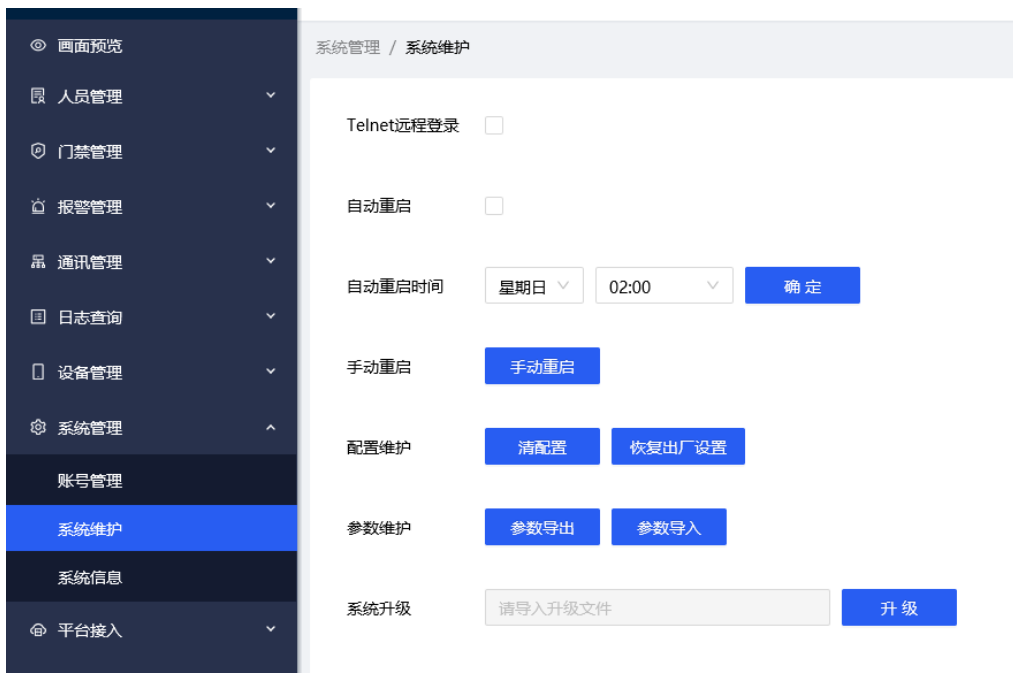 画面预览
人员管理
门禁管理
报警管理
通讯管理
日志查询
设备管理
系统管理
账号管理
系统维护
系统信息
平台接入
系统管理 / 系统维护
Telnet远程登录
自动重启
自动重启时间 星期日 02:00 确 定
手动重启 手动重启
配置维护 清配置 恢复出厂设置
参数维护 参数导出 参数导入
系统升级 请导入升级文件 升 级